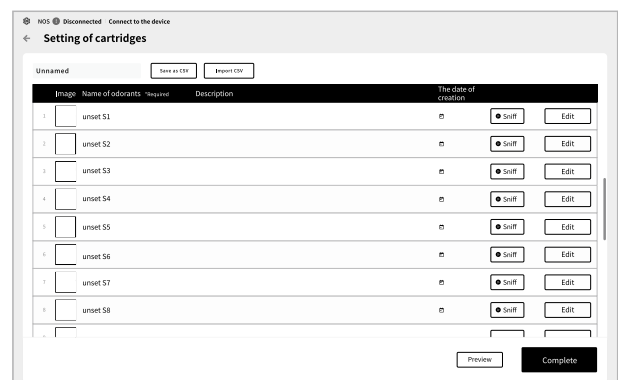 NOS Disconnected Connect to the device
← Setting of cartridges
Unnamed Save as CSV Import CSV
Image Name of odorants *Required Description The date of creation
1 unset S1 Sniff Edit
2 unset S2 Sniff Edit
3 unset S3 Sniff Edit
4 unset S4 Sniff Edit
5 unset S5 Sniff Edit
6 unset S6 Sniff Edit
7 unset S7 Sniff Edit
8 unset S8 Sniff Edit
Preview Complete